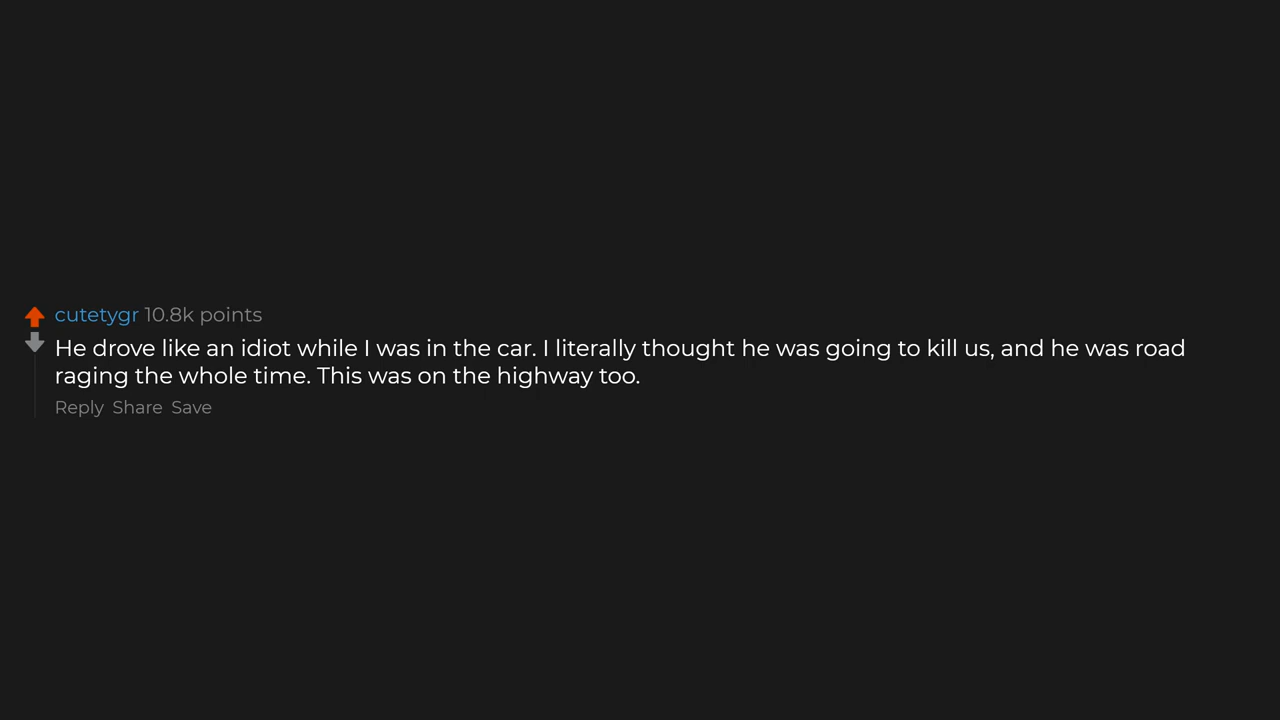 cutetygr 10.8k points
He drove like an idiot while I was in the car. I literally thought he was going to kill us, and he was road
raging the whole time. This was on the highway too.
Reply Share Save